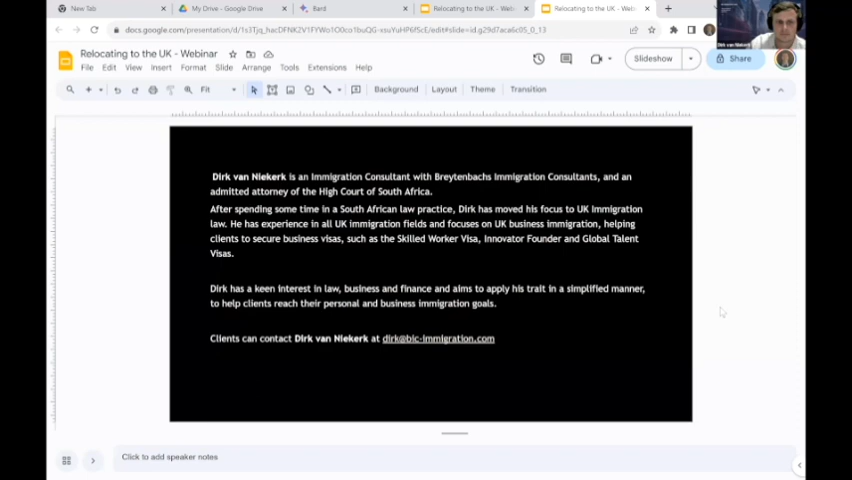 New Tab
My Drive - Google Drive
Bard
Relocating to the UK - Web
Relocating to the UK - Webi
Dirk van Niekerk
Relocating to the UK - Webinar
File Edit View Insert Format Slide Arrange Tools Extensions Help
Slideshow
Share
Fit
Background
Layout
Theme
Transition
Dirk van Niekerk is an Immigration Consultant with Breytenbachs Immigration Consultants, and an
admitted attorney of the High Court of South Africa.
After spending some time in a South African law practice, Dirk has moved his focus to UK Immigration
law. He has experience in all UK immigration fields and focuses on UK business immigration, helping
clients to secure business visas, such as the Skilled Worker Visa, Innovator Founder and Global Talent
Visas.
Dirk has a keen interest in law, business and finance and aims to apply his trait in a simplified manner,
to help clients reach their personal and business immigration goals.
Clients can contact Dirk van Niekerk at dirk@bic-immigration.com
Click to add speaker notes